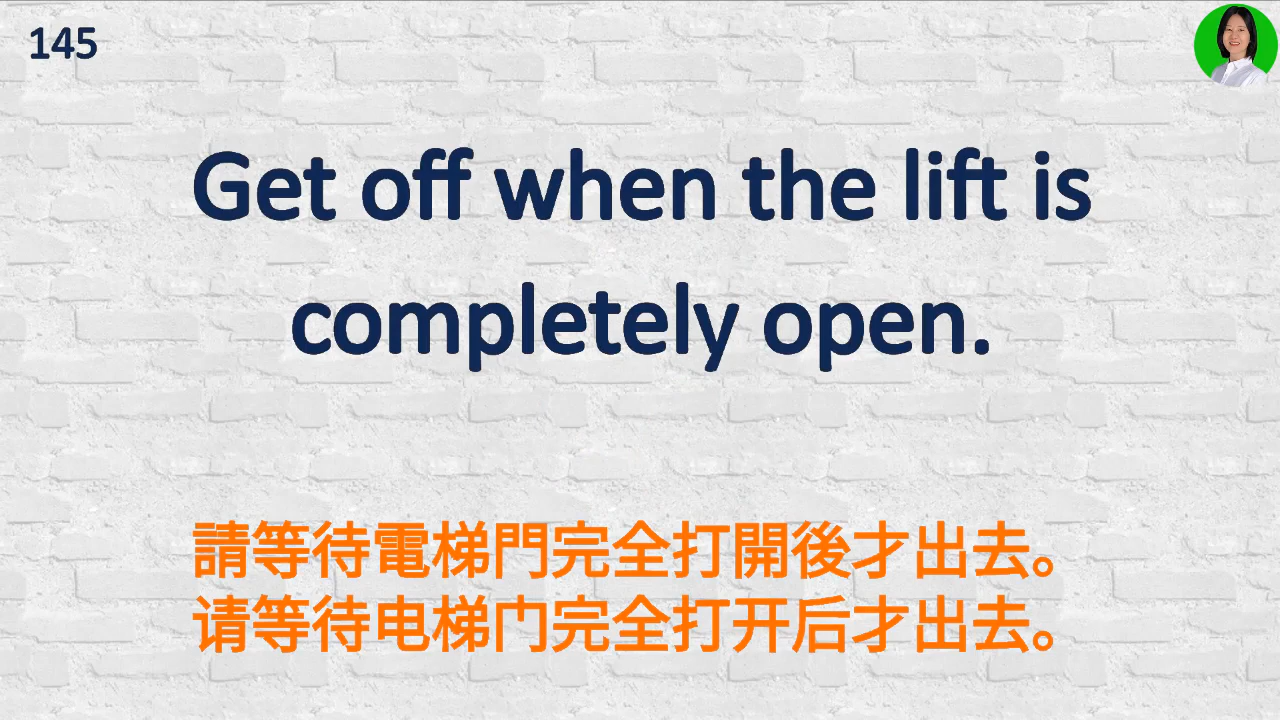 145
Get off when the lift is
completely open.
請等待電梯門完全打開後才出去。
请等待电梯门完全打开后才出去。